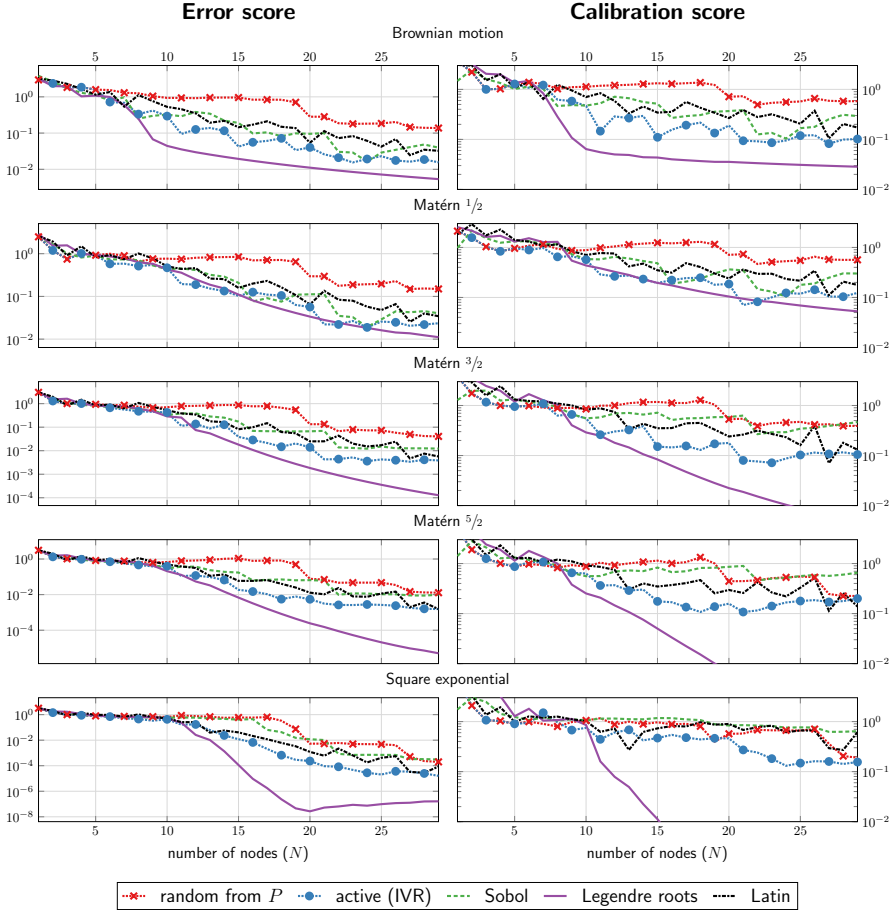 Error score Calibration score
Brownian motion
5 10 15 20 25 5 10 15 20 25
10^0 10^0
10^-1 10^-1
10^-2 10^-2
Matérn 1/2
10^0 10^0
10^-1 10^-1
10^-2 10^-2
Matérn 3/2
10^0 10^0
10^-1
10^-2 10^-1
10^-3
10^-4 10^-2
Matérn 5/2
10^0 10^0
10^-2 10^-1
10^-4 10^-2
Square exponential
10^0 10^0
10^-2
10^-4 10^-1
10^-6
10^-8 10^-2
5 10 15 20 25 5 10 15 20 25
number of nodes (N) number of nodes (N)
random from P active (IVR) Sobol Legendre roots Latin